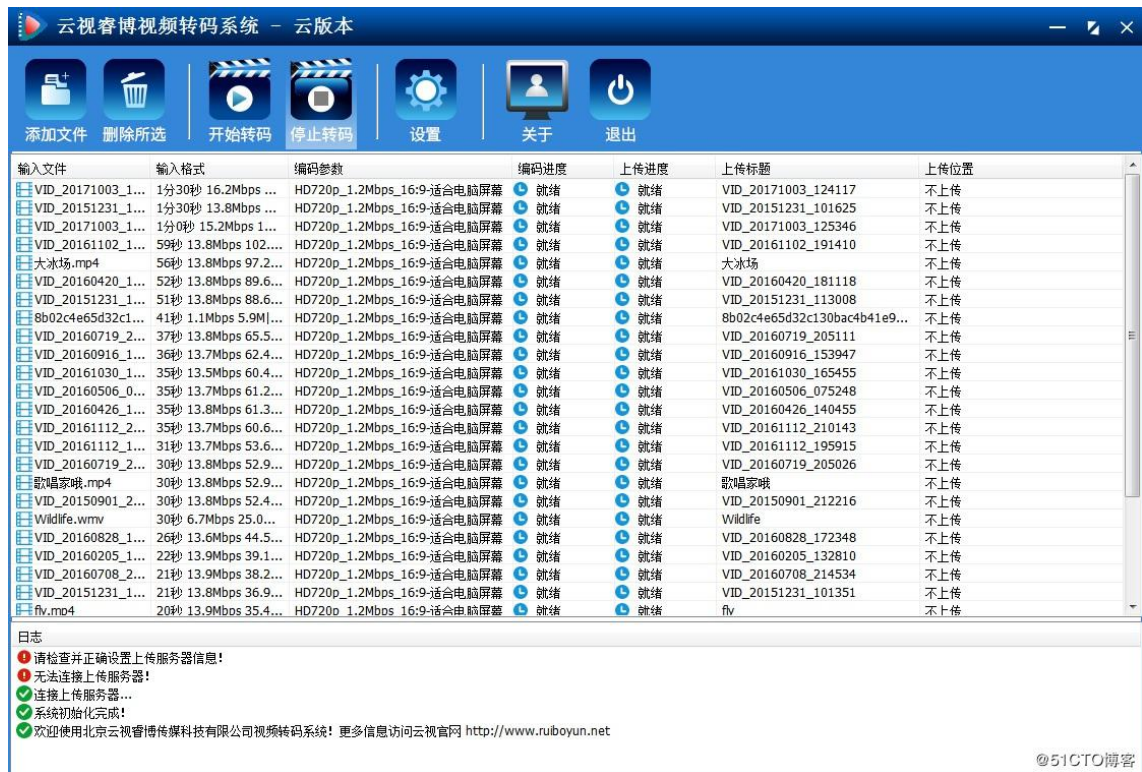 云视睿博视频转码系统 - 云版本
添加文件 删除所选 开始转码 停止转码 设置 关于 退出
输入文件 输入格式 编码参数 编码进度 上传进度 上传标题 上传位置
VID_20171003_1... 1分30秒 16.2Mbps ... HD720p_1.2Mbps_16:9-适合电脑屏幕 就绪 就绪 VID_20171003_124117 不上传
VID_20151231_1... 1分30秒 13.8Mbps ... HD720p_1.2Mbps_16:9-适合电脑屏幕 就绪 就绪 VID_20151231_101625 不上传
VID_20171003_1... 1分0秒 15.2Mbps 1... HD720p_1.2Mbps_16:9-适合电脑屏幕 就绪 就绪 VID_20171003_125346 不上传
VID_20161102_1... 59秒 13.8Mbps 102.... HD720p_1.2Mbps_16:9-适合电脑屏幕 就绪 就绪 VID_20161102_191410 不上传
大冰场.mp4 56秒 13.8Mbps 97.2... HD720p_1.2Mbps_16:9-适合电脑屏幕 就绪 就绪 大冰场 不上传
VID_20160420_1... 52秒 13.8Mbps 89.6... HD720p_1.2Mbps_16:9-适合电脑屏幕 就绪 就绪 VID_20160420_181118 不上传
VID_20151231_1... 51秒 13.8Mbps 88.6... HD720p_1.2Mbps_16:9-适合电脑屏幕 就绪 就绪 VID_20151231_113008 不上传
8b02c4e65d32c1... 41秒 1.1Mbps 5.9M|... HD720p_1.2Mbps_16:9-适合电脑屏幕 就绪 就绪 8b02c4e65d32c130bac4b41e9... 不上传
VID_20160719_2... 37秒 13.8Mbps 65.5... HD720p_1.2Mbps_16:9-适合电脑屏幕 就绪 就绪 VID_20160719_205111 不上传
VID_20160916_1... 36秒 13.7Mbps 62.4... HD720p_1.2Mbps_16:9-适合电脑屏幕 就绪 就绪 VID_20160916_153947 不上传
VID_20161030_1... 35秒 13.5Mbps 60.4... HD720p_1.2Mbps_16:9-适合电脑屏幕 就绪 就绪 VID_20161030_165455 不上传
VID_20160506_0... 35秒 13.7Mbps 61.2... HD720p_1.2Mbps_16:9-适合电脑屏幕 就绪 就绪 VID_20160506_075248 不上传
VID_20160426_1... 35秒 13.8Mbps 61.3... HD720p_1.2Mbps_16:9-适合电脑屏幕 就绪 就绪 VID_20160426_140455 不上传
VID_20161112_2... 35秒 13.7Mbps 60.6... HD720p_1.2Mbps_16:9-适合电脑屏幕 就绪 就绪 VID_20161112_210143 不上传
VID_20161112_1... 31秒 13.7Mbps 53.6... HD720p_1.2Mbps_16:9-适合电脑屏幕 就绪 就绪 VID_20161112_195915 不上传
VID_20160719_2... 30秒 13.8Mbps 52.9... HD720p_1.2Mbps_16:9-适合电脑屏幕 就绪 就绪 VID_20160719_205026 不上传
歌唱家哦.mp4 30秒 13.8Mbps 52.9... HD720p_1.2Mbps_16:9-适合电脑屏幕 就绪 就绪 歌唱家哦 不上传
VID_20150901_2... 30秒 13.8Mbps 52.4... HD720p_1.2Mbps_16:9-适合电脑屏幕 就绪 就绪 VID_20150901_212216 不上传
Wildlife.wmv 30秒 6.7Mbps 25.0... HD720p_1.2Mbps_16:9-适合电脑屏幕 就绪 就绪 Wildlife 不上传
VID_20160828_1... 26秒 13.6Mbps 44.5... HD720p_1.2Mbps_16:9-适合电脑屏幕 就绪 就绪 VID_20160828_172348 不上传
VID_20160205_1... 22秒 13.9Mbps 39.1... HD720p_1.2Mbps_16:9-适合电脑屏幕 就绪 就绪 VID_20160205_132810 不上传
VID_20160708_2... 21秒 13.9Mbps 38.2... HD720p_1.2Mbps_16:9-适合电脑屏幕 就绪 就绪 VID_20160708_214534 不上传
VID_20151231_1... 21秒 13.8Mbps 36.9... HD720p_1.2Mbps_16:9-适合电脑屏幕 就绪 就绪 VID_20151231_101351 不上传
flv.mp4 20秒 13.9Mbps 35.4... HD720p_1.2Mbps_16:9-适合电脑屏幕 就绪 就绪 flv 不上传
日志
请检查并正确设置上传服务器信息!
无法连接上传服务器!
连接上传服务器...
系统初始化完成!
欢迎使用北京云视睿博传媒科技有限公司视频转码系统! 更多信息访问云视官网 http://www.ruiboyun.net
@51CTO博客